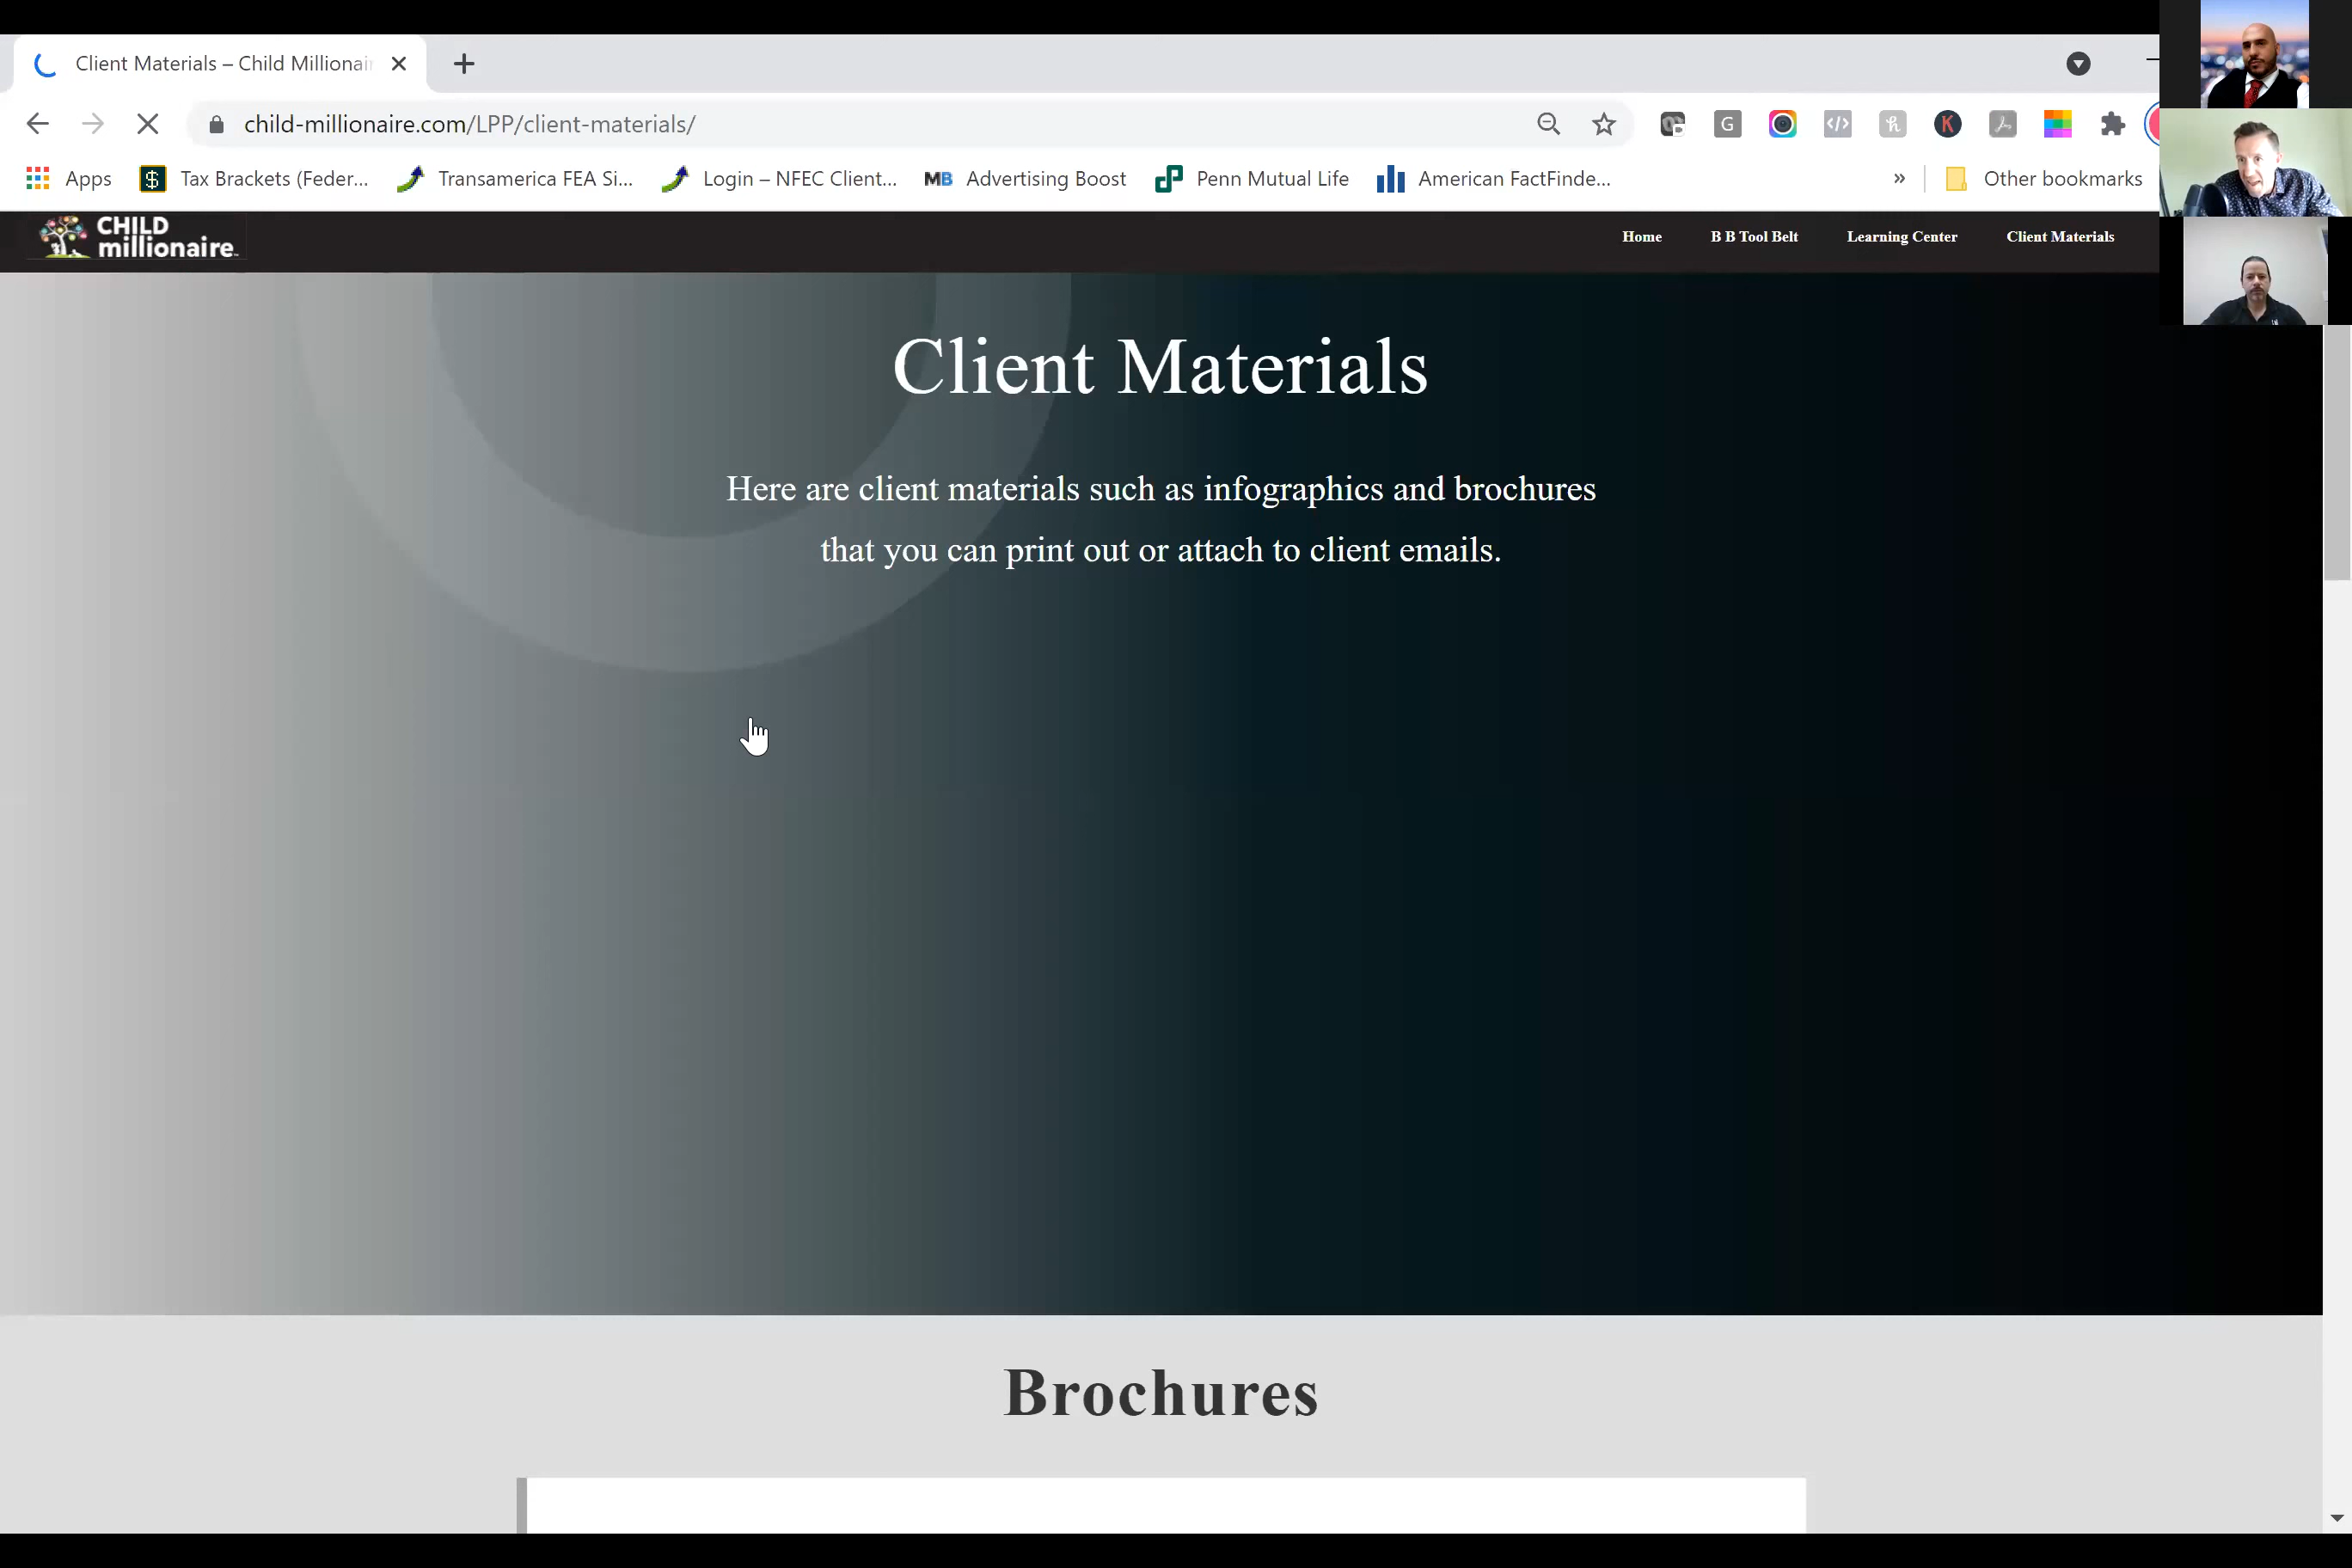 Client Materials – Child Millionai
child-millionaire.com/LPP/client-materials/
Apps
Tax Brackets (Feder...
Transamerica FEA Si...
Login – NFEC Client...
MB Advertising Boost
Penn Mutual Life
American FactFinde...
»
Other bookmarks
CHILD
millionaire
Home
B B Tool Belt
Learning Center
Client Materials
Client Materials
Here are client materials such as infographics and brochures
that you can print out or attach to client emails.
Brochures